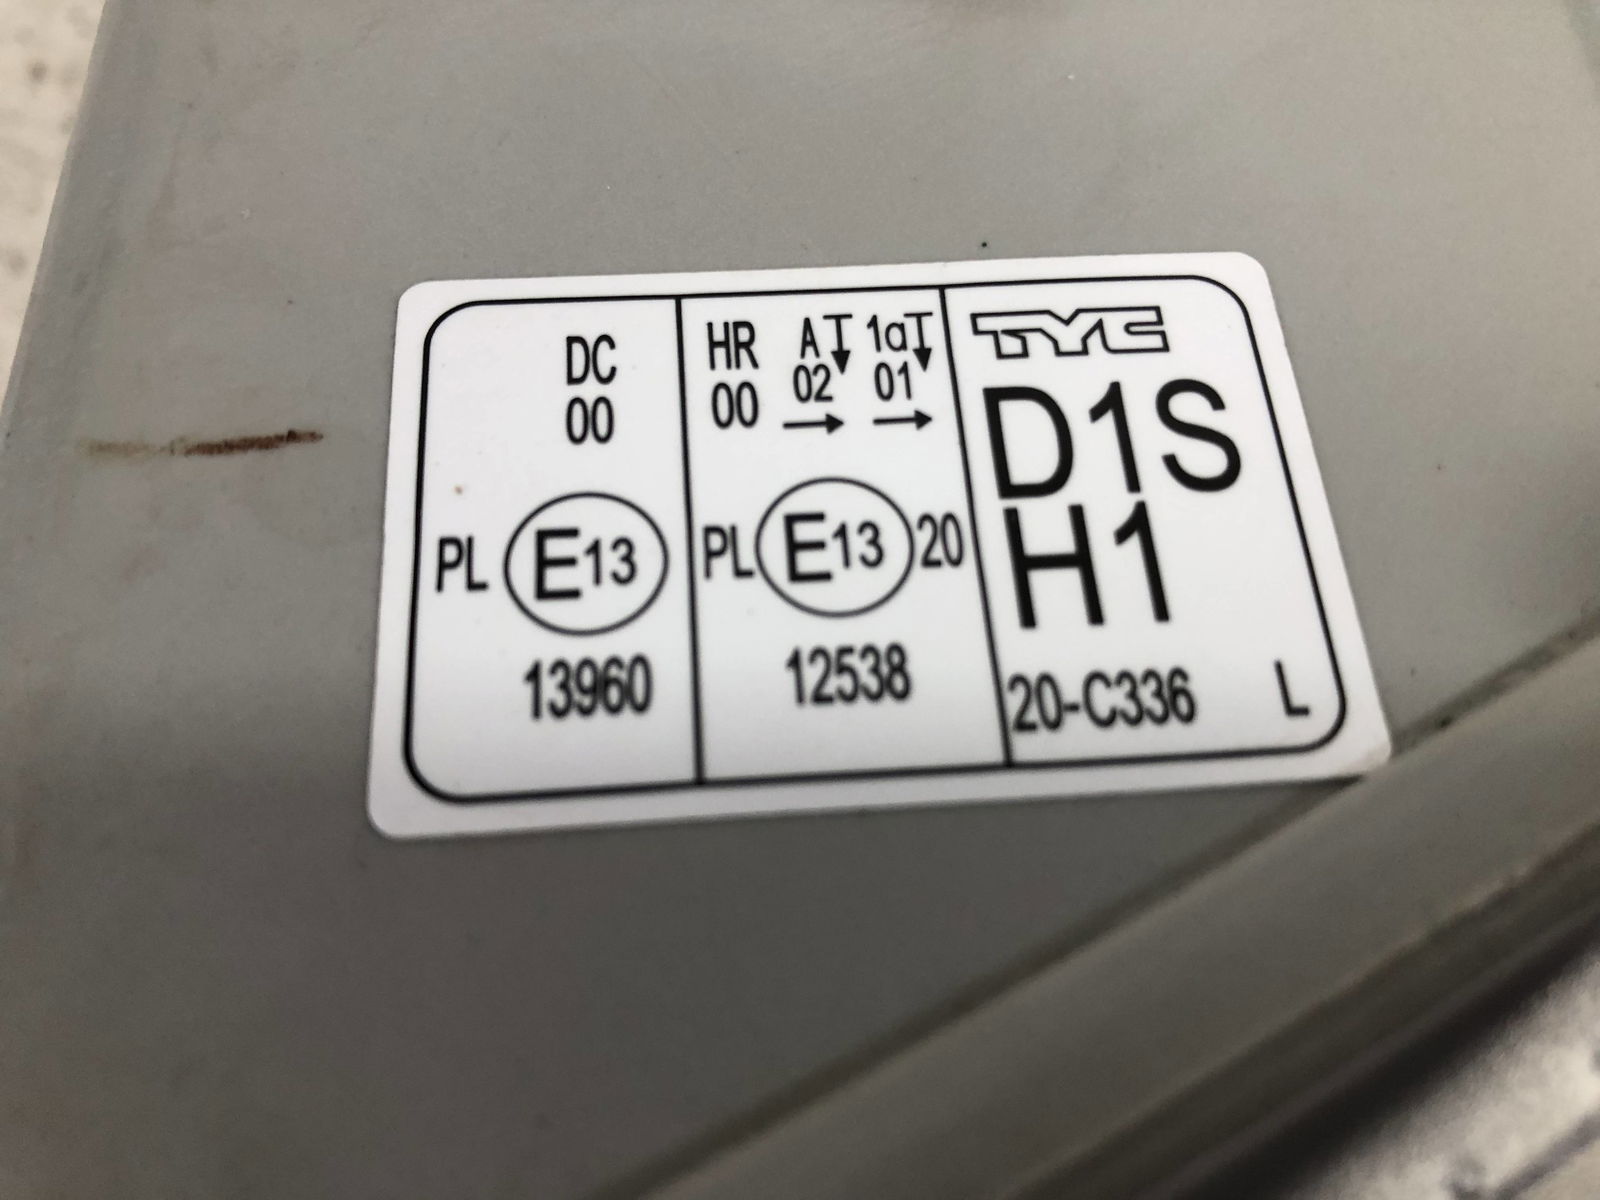 DC
00
PL E13
13960
HR A 1a
00 02 01
→ →
PL E13 20
12538
TYC
D1S
H1
20-C336 L